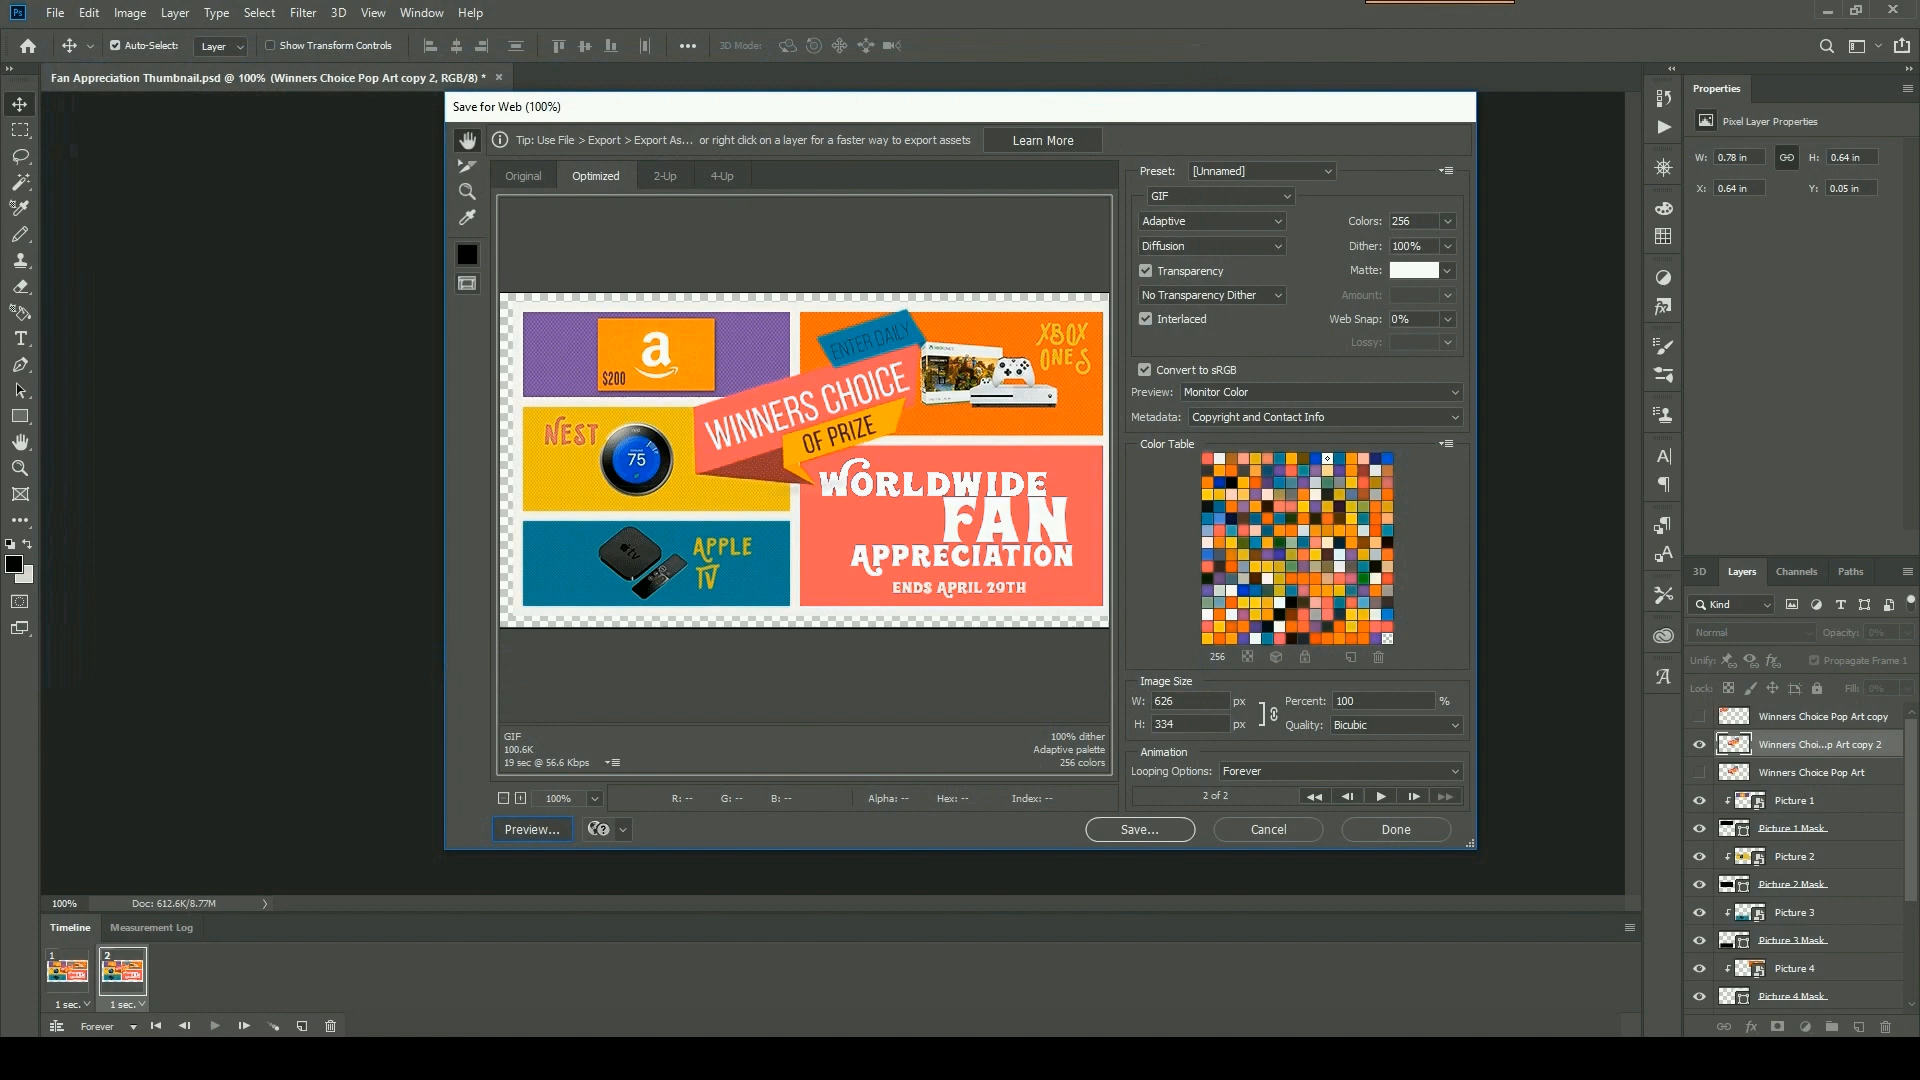 Ps File Edit Image Layer Type Select Filter 3D View Window Help
Auto-Select: Layer Show Transform Controls 3D Mode:
Fan Appreciation Thumbnail.psd @ 100% (Winners Choice Pop Art copy 2, RGB/8) * ×
Save for Web (100%)
Tip: Use File > Export > Export As... or right click on a layer for a faster way to export assets Learn More
Original Optimized 2-Up 4-Up
$200
a
NEST
75
APPLE
TV
ENTER DAILY
WINNERS CHOICE
OF PRIZE
XBOX
ONE S
WORLDWIDE
FAN
APPRECIATION
ENDS APRIL 29TH
GIF 100% dither
100.6K Adaptive palette
19 sec @ 56.6 Kbps 256 colors
100% R: -- G: -- B: -- Alpha: -- Hex: -- Index: --
Preview... Save... Cancel Done
Preset: [Unnamed]
GIF
Adaptive Colors: 256
Diffusion Dither: 100%
Transparency Matte:
No Transparency Dither Amount:
Interlaced Web Snap: 0%
Lossy:
Convert to sRGB
Preview: Monitor Color
Metadata: Copyright and Contact Info
Color Table
256
Image Size
W: 626 px Percent: 100 %
H: 334 px Quality: Bicubic
Animation
Looping Options: Forever
2 of 2
100% Doc: 612.6K/8.77M
Timeline Measurement Log
1 2
1 sec. 1 sec.
Forever
Properties
Pixel Layer Properties
W: 0.78 in H: 0.64 in
X: 0.64 in Y: 0.05 in
3D Layers Channels Paths
Kind
Normal Opacity: 0%
Unify: Propagate Frame 1
Lock: Fill: 0%
Winners Choice Pop Art copy
Winners Choi...p Art copy 2
Winners Choice Pop Art
Picture 1
Picture 1 Mask
Picture 2
Picture 2 Mask
Picture 3
Picture 3 Mask
Picture 4
Picture 4 Mask